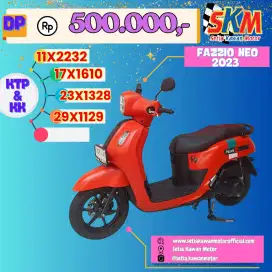 DP Rp 500.000,-
SKM
Setia Kawan Motor
FAZZIO NEO
2023
11X2232
17X1610
KTP
&
KK
23X1328
29X1129
www.setiakawanmotorofficial.com
Setia Kawan Motor
@setia.kawanmotor